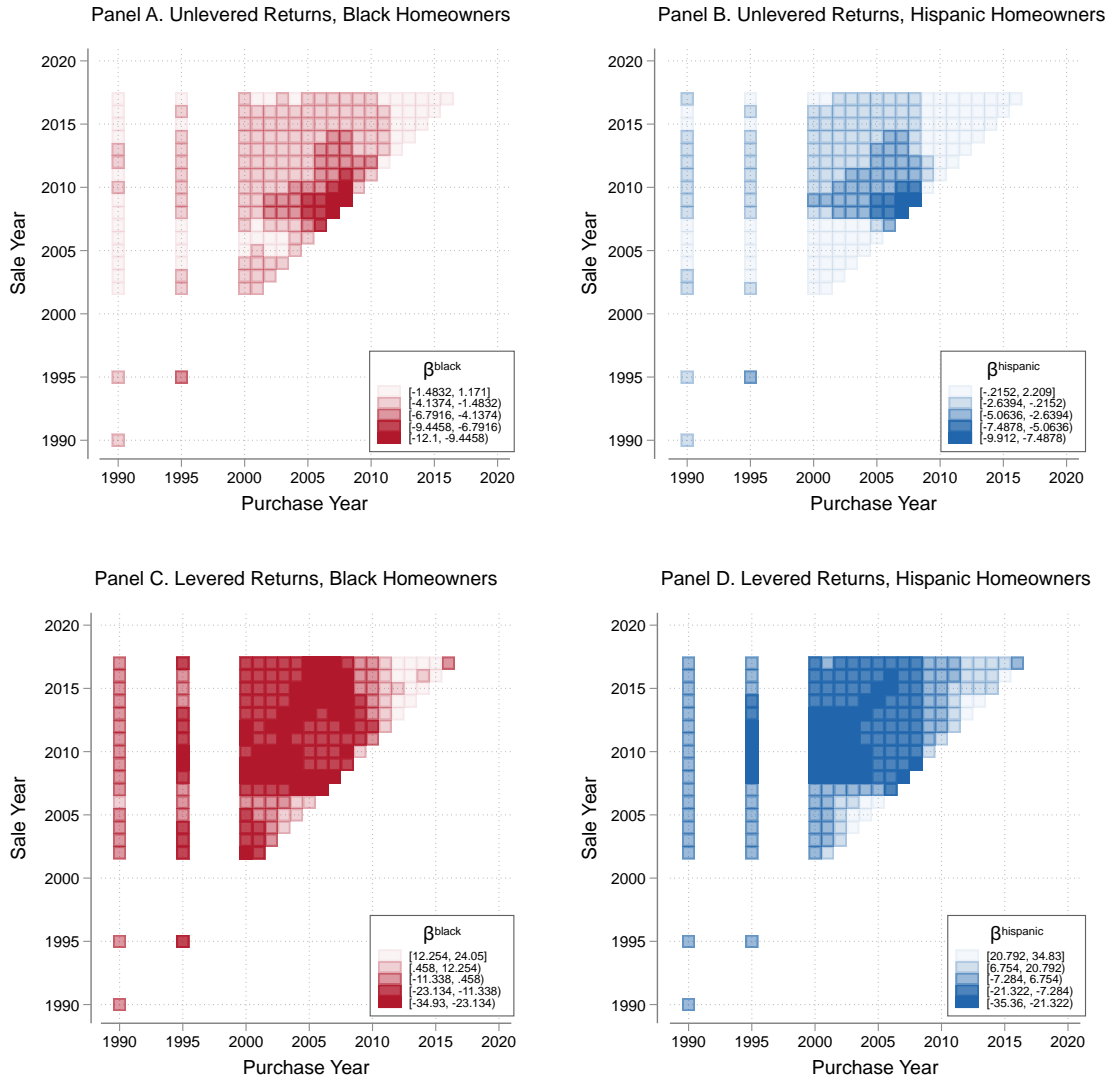 Panel A. Unlevered Returns, Black Homeowners
2020
2015
2010
2005
2000
1995
1990
Sale Year
1990 1995 2000 2005 2010 2015 2020
Purchase Year
βblack
[-1.4832, 1.171]
[-4.1374, -1.4832)
[-6.7916, -4.1374)
[-9.4458, -6.7916)
[-12.1, -9.4458)
Panel B. Unlevered Returns, Hispanic Homeowners
2020
2015
2010
2005
2000
1995
1990
Sale Year
1990 1995 2000 2005 2010 2015 2020
Purchase Year
βhispanic
[-.2152, 2.209]
[-2.6394, -.2152)
[-5.0636, -2.6394)
[-7.4878, -5.0636)
[-9.912, -7.4878)
Panel C. Levered Returns, Black Homeowners
2020
2015
2010
2005
2000
1995
1990
Sale Year
1990 1995 2000 2005 2010 2015 2020
Purchase Year
βblack
[12.254, 24.05]
[.458, 12.254)
[-11.338, .458)
[-23.134, -11.338)
[-34.93, -23.134)
Panel D. Levered Returns, Hispanic Homeowners
2020
2015
2010
2005
2000
1995
1990
Sale Year
1990 1995 2000 2005 2010 2015 2020
Purchase Year
βhispanic
[20.792, 34.83]
[6.754, 20.792)
[-7.284, 6.754)
[-21.322, -7.284)
[-35.36, -21.322)